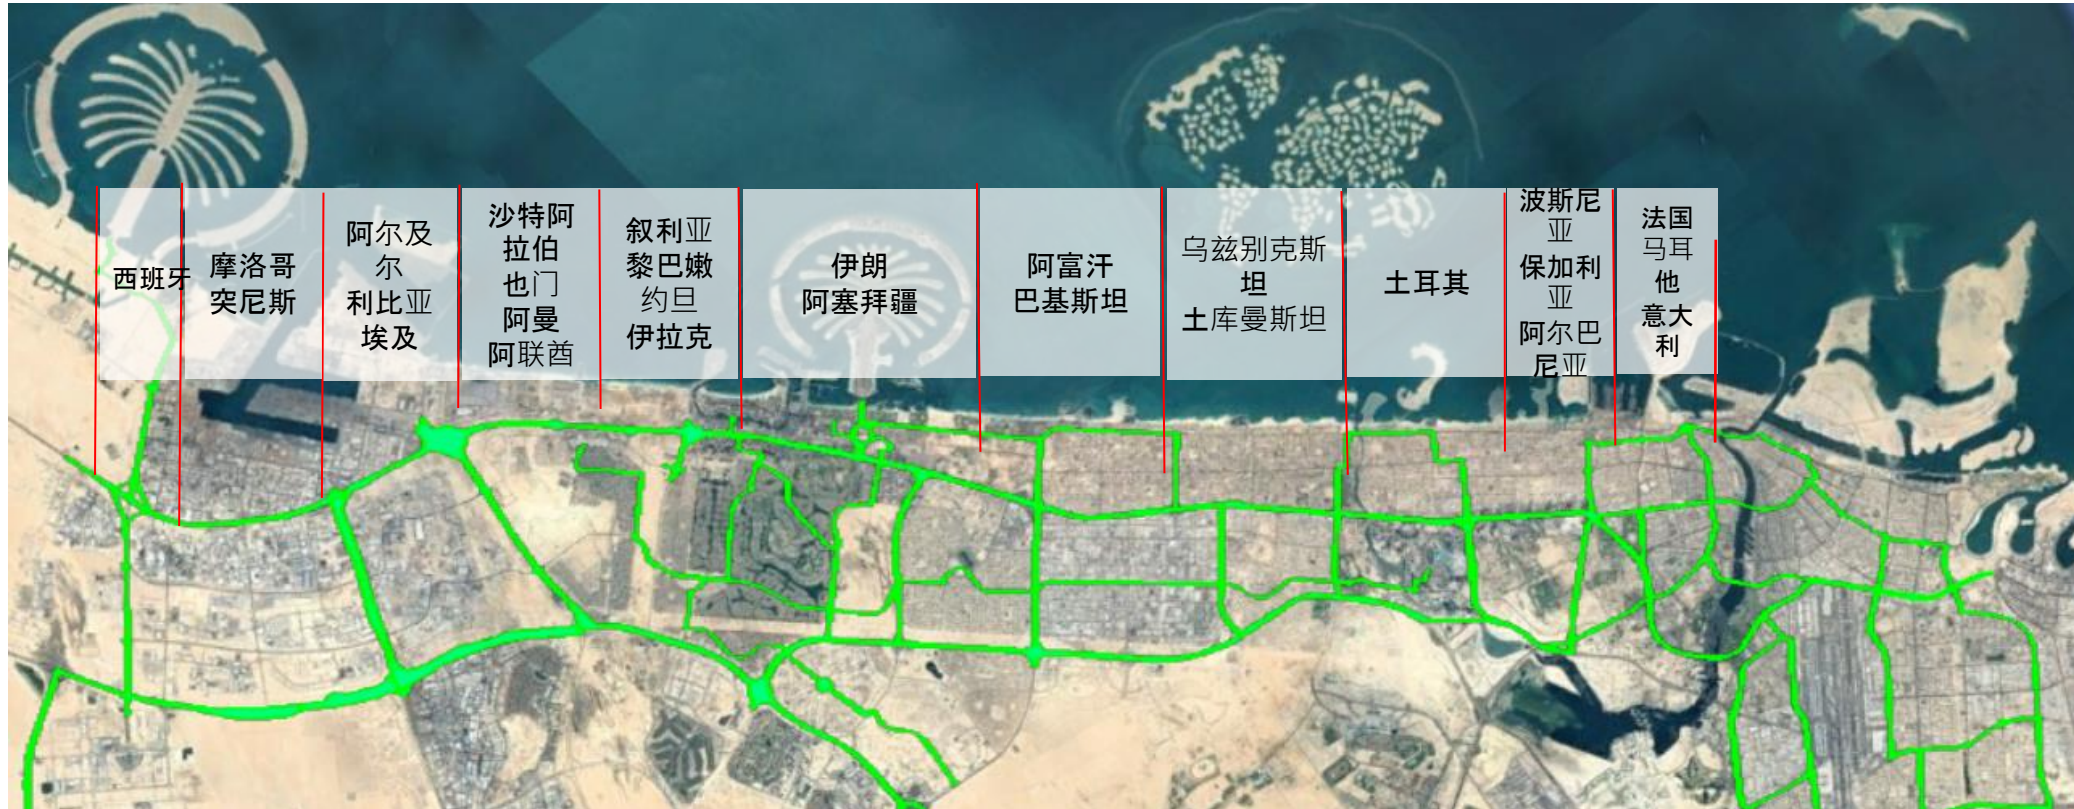 西班牙
摩洛哥
突尼斯
阿尔及
尔
利比亚
埃及
沙特阿
拉伯
也门
阿曼
阿联酋
叙利亚
黎巴嫩
约旦
伊拉克
伊朗
阿塞拜疆
阿富汗
巴基斯坦
乌兹别克斯
坦
土库曼斯坦
土耳其
波斯尼
亚
保加利
亚
阿尔巴
尼亚
法国
马耳
他
意大
利